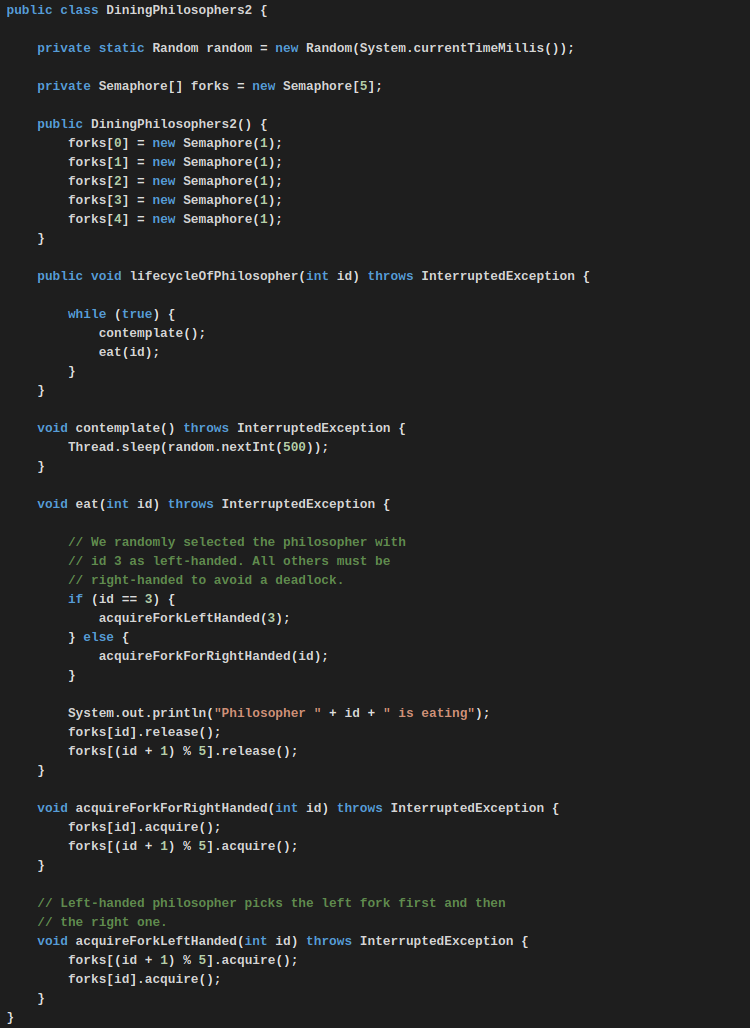 public class DiningPhilosophers2 {

    private static Random random = new Random(System.currentTimeMillis());

    private Semaphore[] forks = new Semaphore[5];

    public DiningPhilosophers2() {
        forks[0] = new Semaphore(1);
        forks[1] = new Semaphore(1);
        forks[2] = new Semaphore(1);
        forks[3] = new Semaphore(1);
        forks[4] = new Semaphore(1);
    }

    public void lifecycleOfPhilosopher(int id) throws InterruptedException {

        while (true) {
            contemplate();
            eat(id);
        }
    }

    void contemplate() throws InterruptedException {
        Thread.sleep(random.nextInt(500));
    }

    void eat(int id) throws InterruptedException {

        // We randomly selected the philosopher with
        // id 3 as left-handed. All others must be
        // right-handed to avoid a deadlock.
        if (id == 3) {
            acquireForkLeftHanded(3);
        } else {
            acquireForkForRightHanded(id);
        }

        System.out.println("Philosopher " + id + " is eating");
        forks[id].release();
        forks[(id + 1) % 5].release();
    }

    void acquireForkForRightHanded(int id) throws InterruptedException {
        forks[id].acquire();
        forks[(id + 1) % 5].acquire();
    }

    // Left-handed philosopher picks the left fork first and then
    // the right one.
    void acquireForkLeftHanded(int id) throws InterruptedException {
        forks[(id + 1) % 5].acquire();
        forks[id].acquire();
    }
}